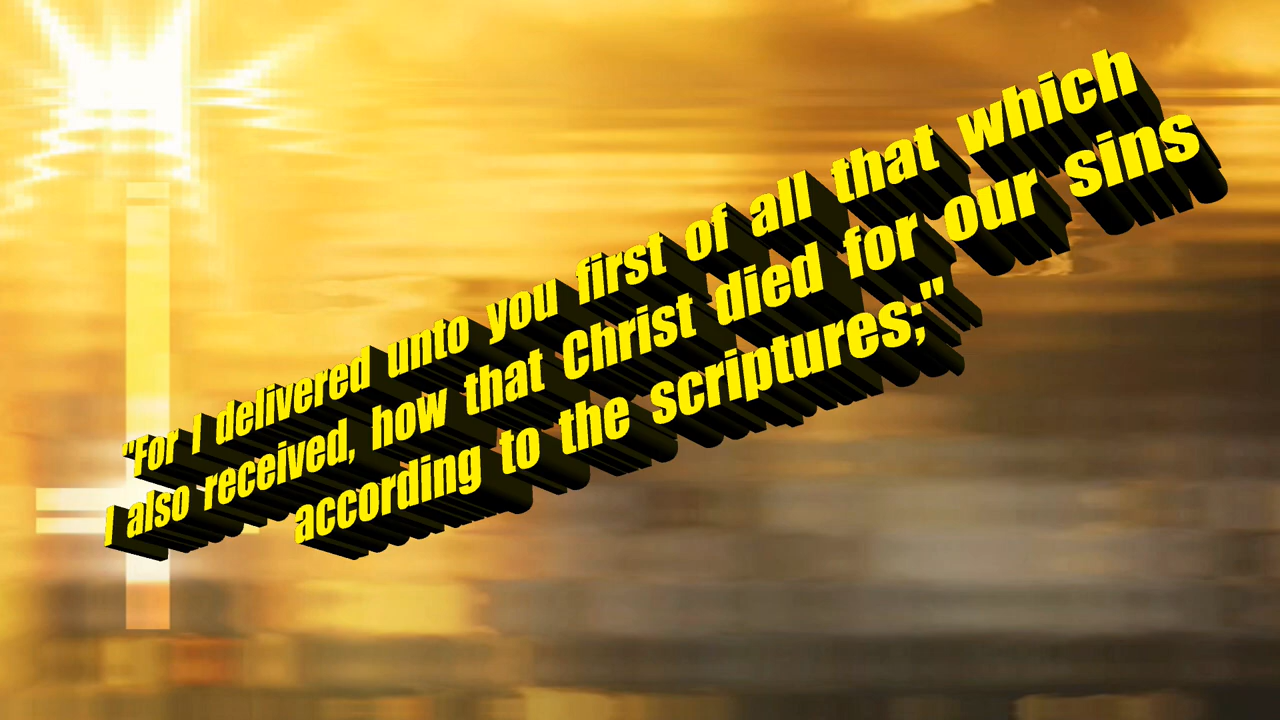 "For I delivered unto you first of all that which
I also received, how that Christ died for our sins
according to the scriptures;"